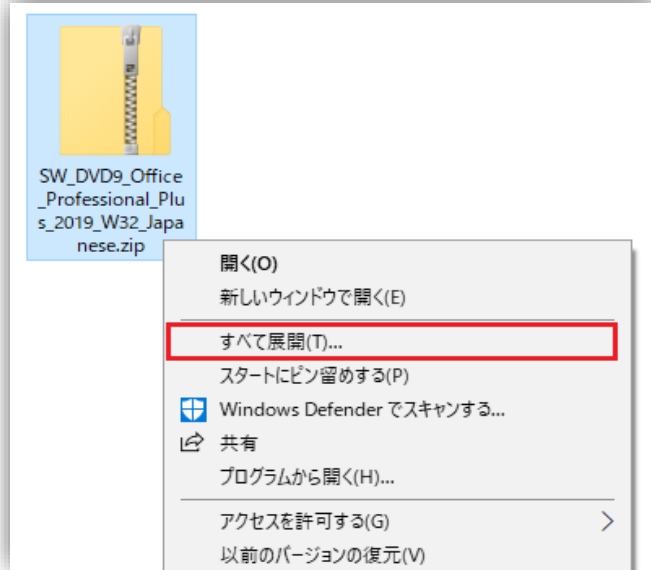 SW_DVD9_Office
_Professional_Plu
s_2019_W32_Japa
nese.zip
開く(O)
新しいウィンドウで開く(E)
すべて展開(T)...
スタートにピン留めする(P)
Windows Defender でスキャンする...
共有
プログラムから開く(H)...
アクセスを許可する(G)
以前のバージョンの復元(V)